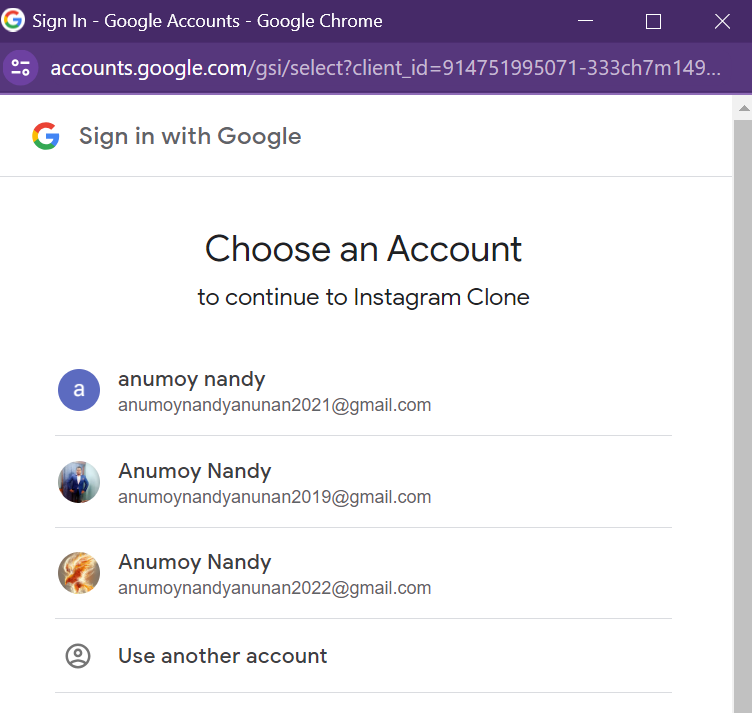 Sign In - Google Accounts - Google Chrome
accounts.google.com/gsi/select?client_id=914751995071-333ch7m149...
Sign in with Google
Choose an Account
to continue to Instagram Clone
a
anumoy nandy
anumoynandyanunan2021@gmail.com
Anumoy Nandy
anumoynandyanunan2019@gmail.com
Anumoy Nandy
anumoynandyanunan2022@gmail.com
Use another account